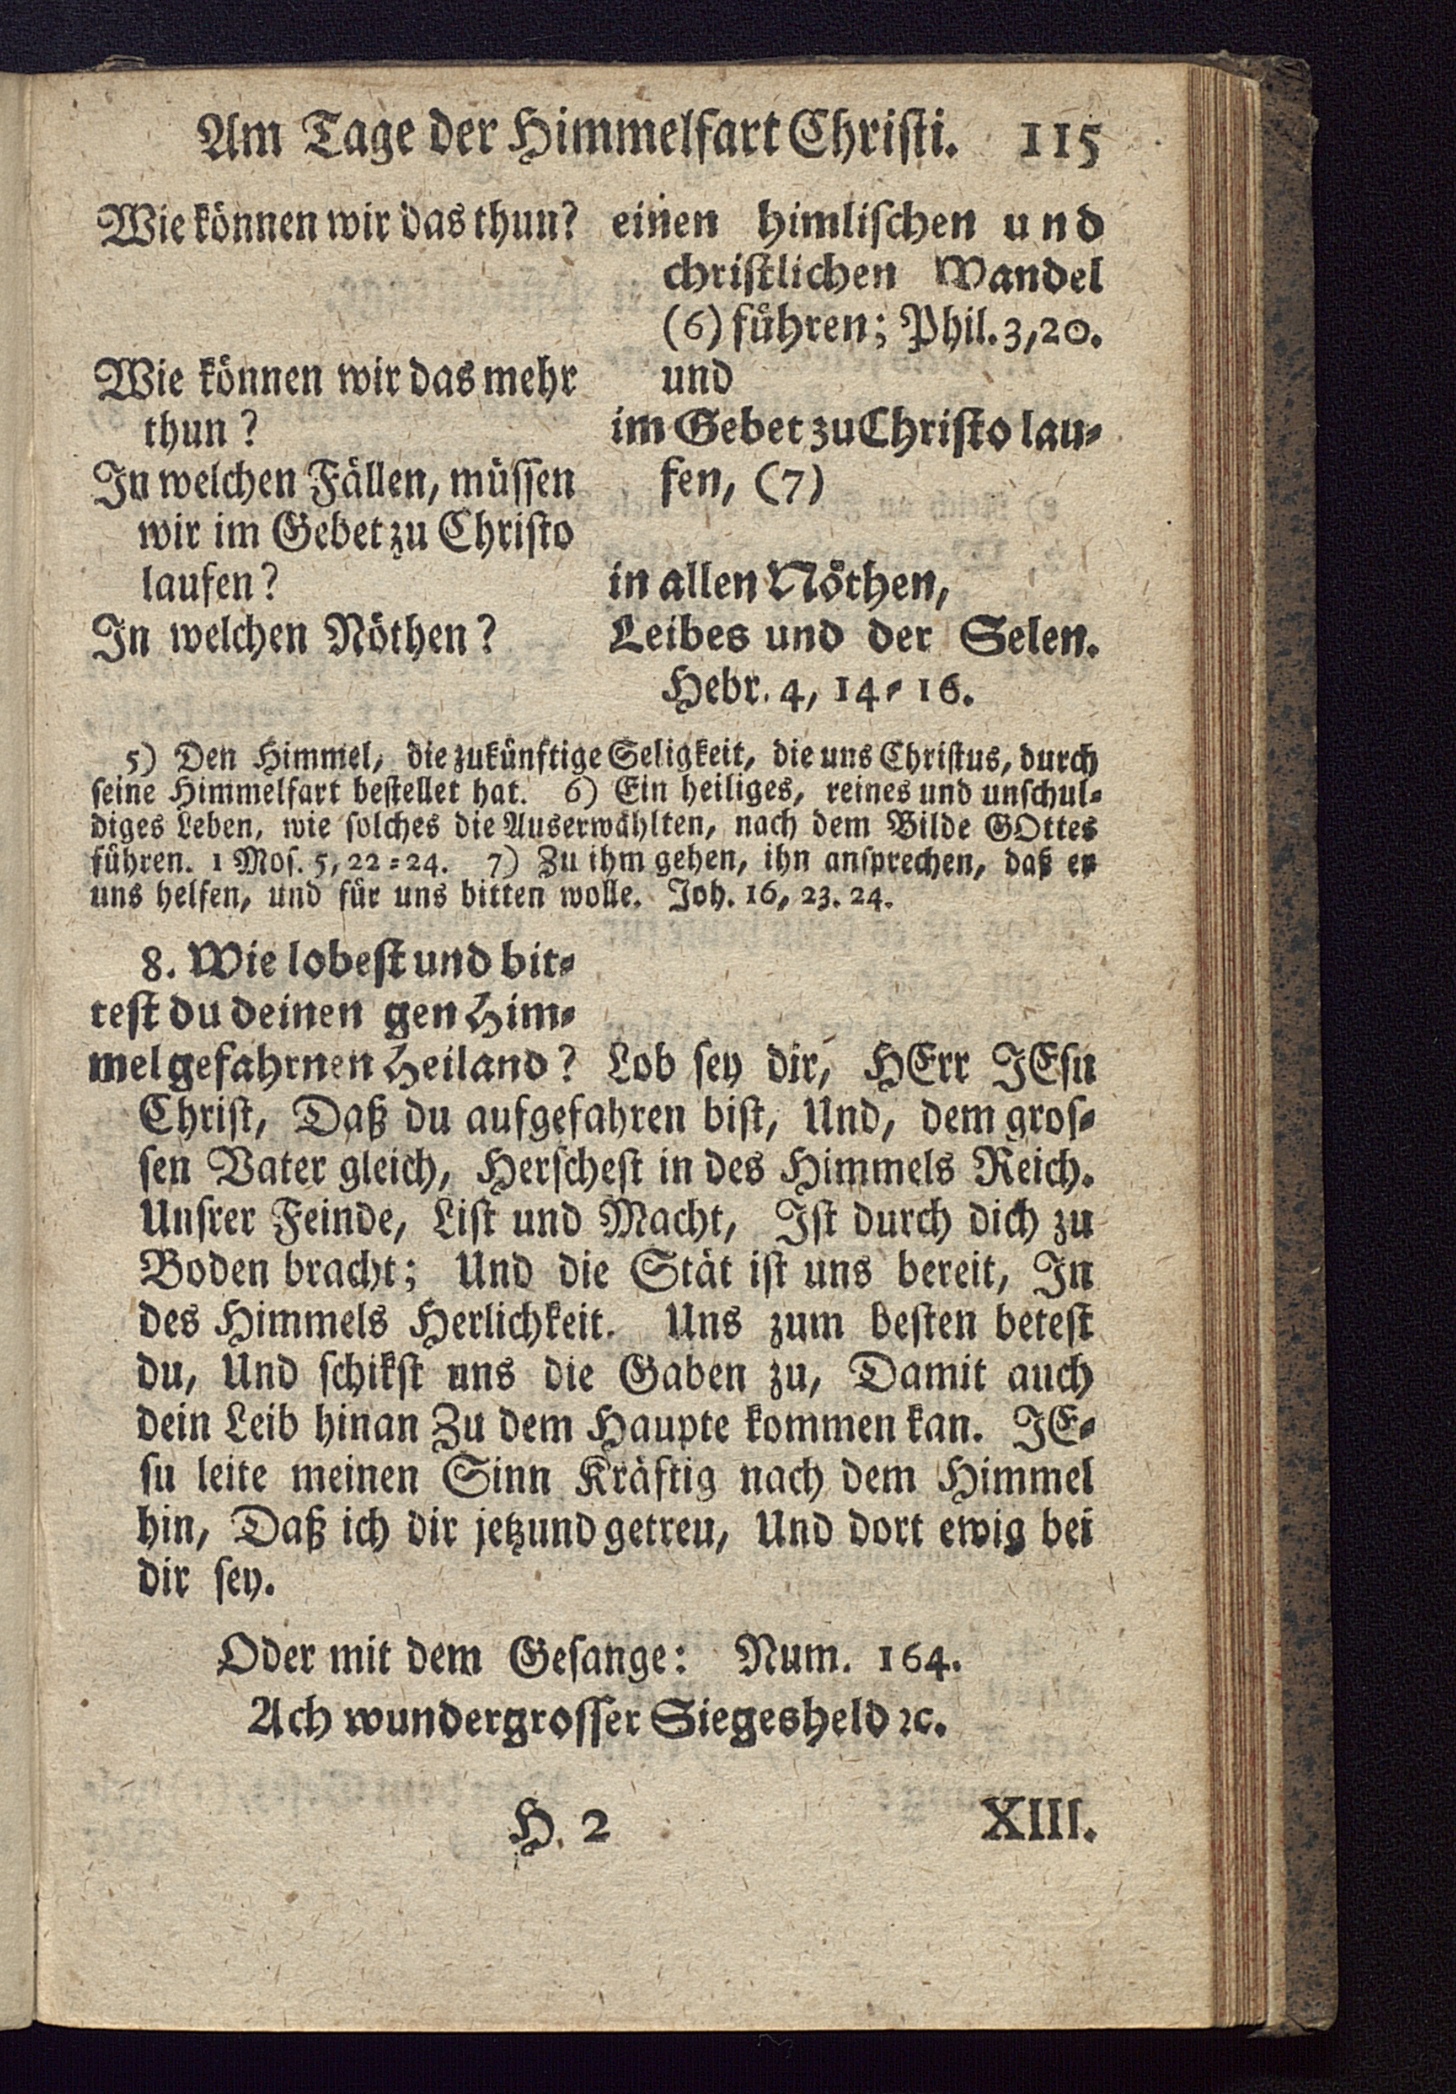 Am Tage der Himmelfart Christi. 115
Wie können wir das thun? einen himlischen und
christlichen Wandel
(6) führen; Phil. 3, 20.
Wie können wir das mehr und
thun? im Gebet zu Christo lau-
In welchen Fällen, müssen fen, (7)
wir im Gebet zu Christo
laufen? in allen Nöthen,
In welchen Nöthen? Leibes und der Selen.
Hebr. 4, 14-16.
5) Den Himmel, die zukünftige Seligkeit, die uns Christus, durch
seine Himmelfart bestellet hat. 6) Ein heiliges, reines und unschul-
diges Leben, wie solches die Auserwählten, nach dem Bilde GOttes
führen. 1 Mos. 5, 22-24. 7) Zu ihm gehen, ihn ansprechen, daß er
uns helfen, und für uns bitten wolle. Joh. 16, 23. 24.
8. Wie lobest und bit-
test du deinen gen Him-
mel gefahrnen Heiland? Lob sey dir, HErr JEsu
Christ, Daß du aufgefahren bist, Und, dem gros-
sen Vater gleich, Herschest in des Himmels Reich.
Unsrer Feinde, List und Macht, Ist durch dich zu
Boden bracht; Und die Stät ist uns bereit, In
des Himmels Herlichkeit. Uns zum besten betest
du, Und schikst uns die Gaben zu, Damit auch
dein Leib hinan Zu dem Haupte kommen kan. JE-
su leite meinen Sinn Kräftig nach dem Himmel
hin, Daß ich dir jetzund getreu, Und dort ewig bei
dir sey.
Oder mit dem Gesange: Num. 164.
Ach wundergrosser Siegesheld ꝛc.
H. 2 XIII.